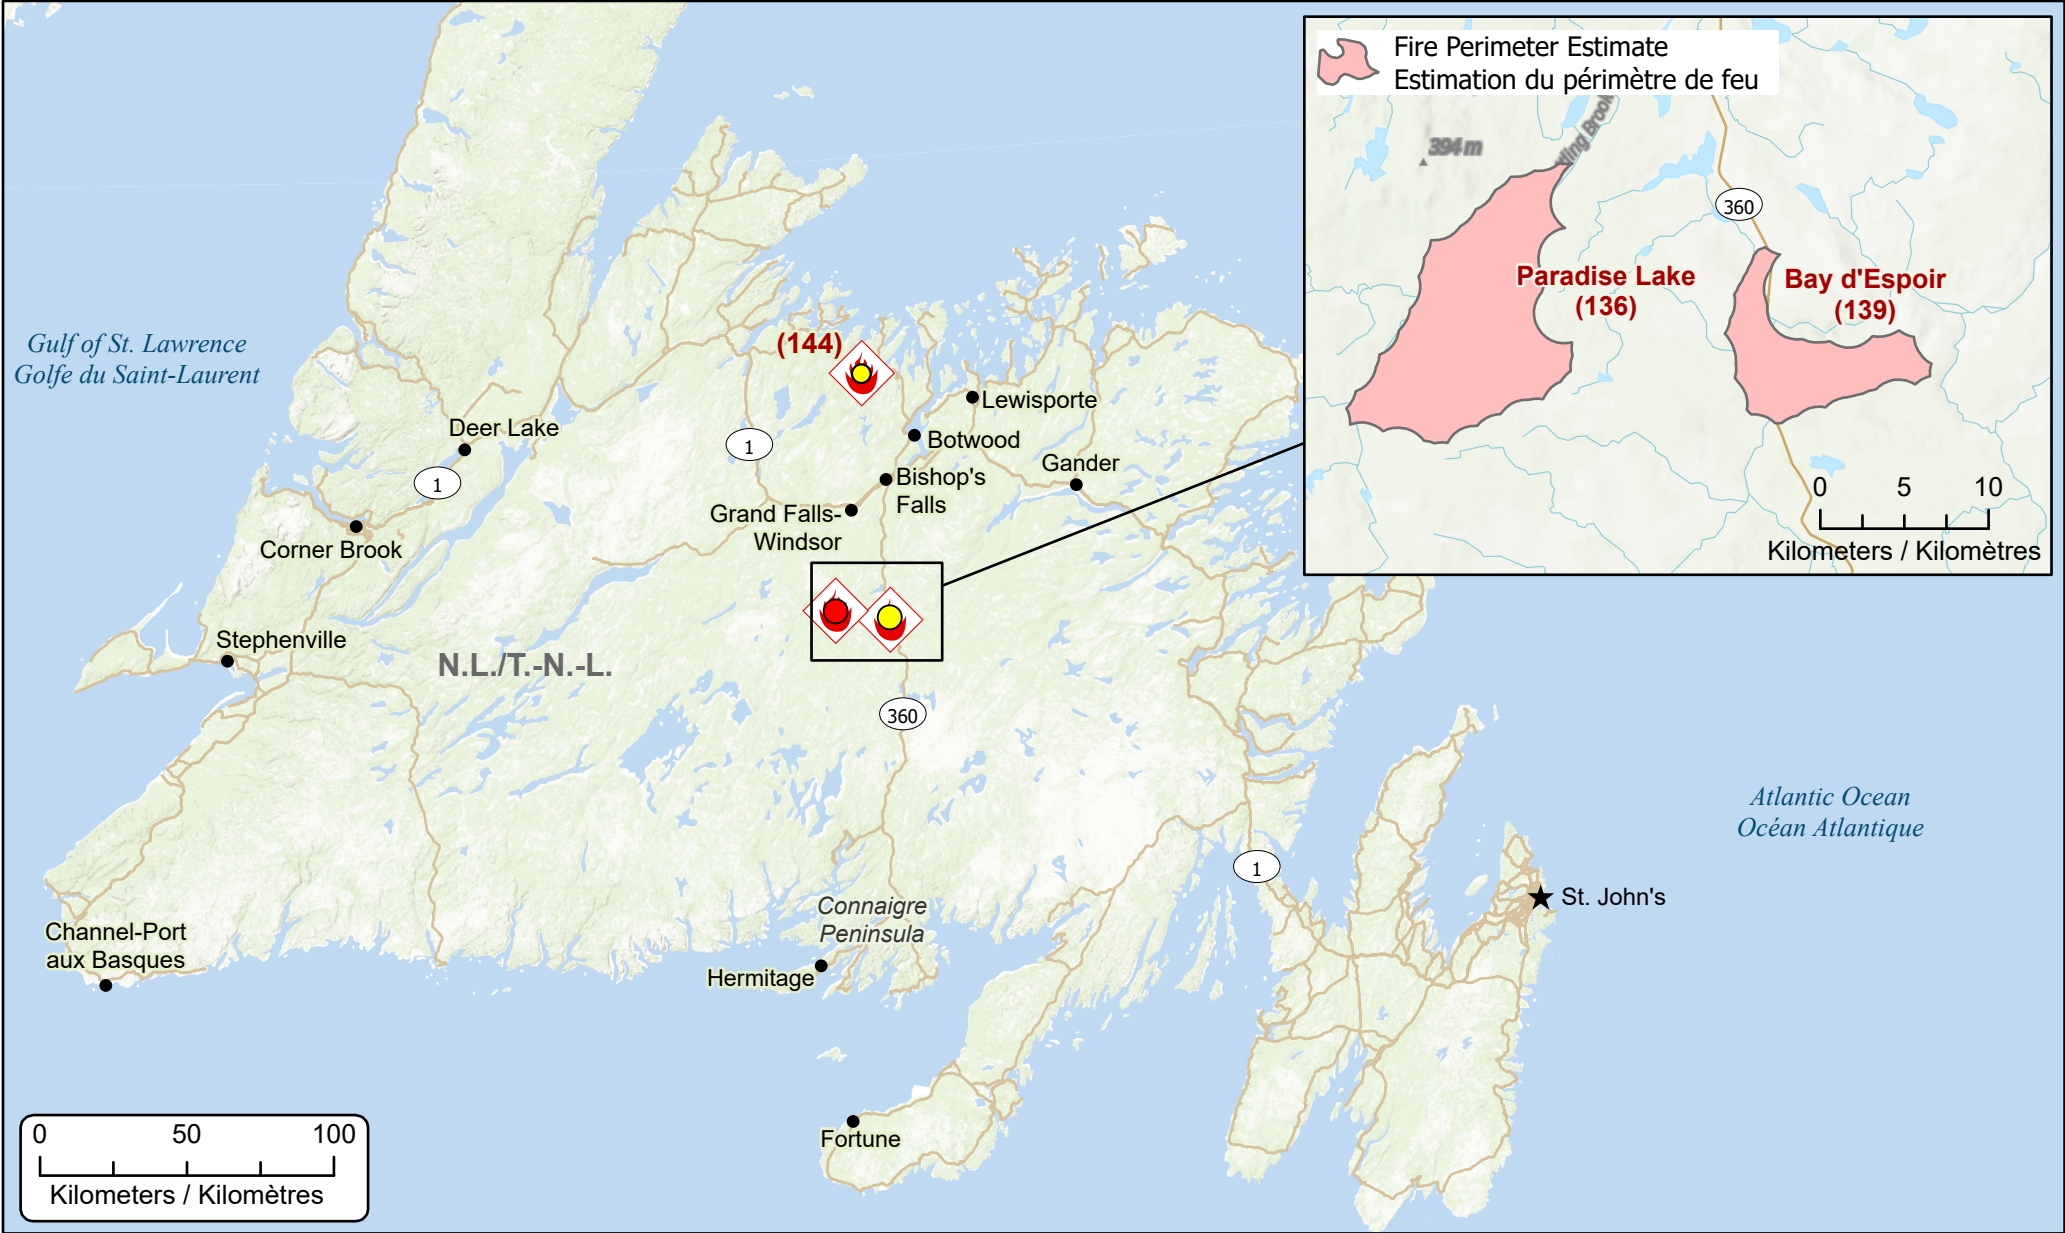 Fire Perimeter Estimate
Estimation du périmètre de feu
394 m
360
Paradise Lake
(136)
Bay d'Espoir
(139)
0 5 10
Kilometers / Kilomètres
Gulf of St. Lawrence
Golfe du Saint-Laurent
(144)
Lewisporte
Deer Lake
Botwood
1
1
Gander
Bishop's
Falls
Grand Falls-
Windsor
Corner Brook
Stephenville
N.L./T.-N.-L.
360
Atlantic Ocean
Océan Atlantique
1
St. John's
Connaigre
Peninsula
Channel-Port
aux Basques
Hermitage
Fortune
0 50 100
Kilometers / Kilomètres